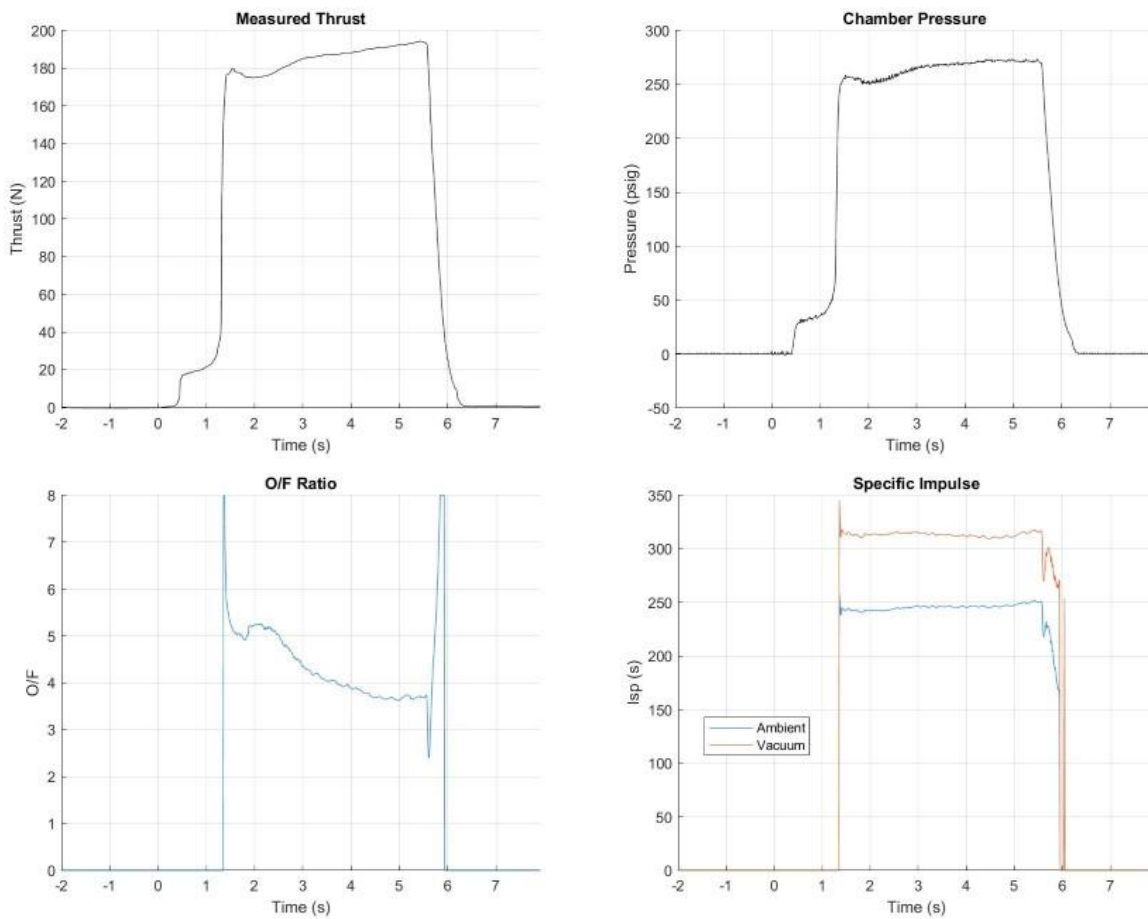 Measured Thrust
200
180
160
140
120
100
80
60
40
20
0
Thrust (N)
-2 -1 0 1 2 3 4 5 6 7
Time (s)
Chamber Pressure
300
250
200
150
100
50
0
-50
Pressure (psig)
-2 -1 0 1 2 3 4 5 6 7
Time (s)
O/F Ratio
8
7
6
5
4
3
2
1
0
O/F
-2 -1 0 1 2 3 4 5 6 7
Time (s)
Specific Impulse
350
300
250
200
150
100
50
0
Isp (s)
Ambient
Vacuum
-2 -1 0 1 2 3 4 5 6 7
Time (s)